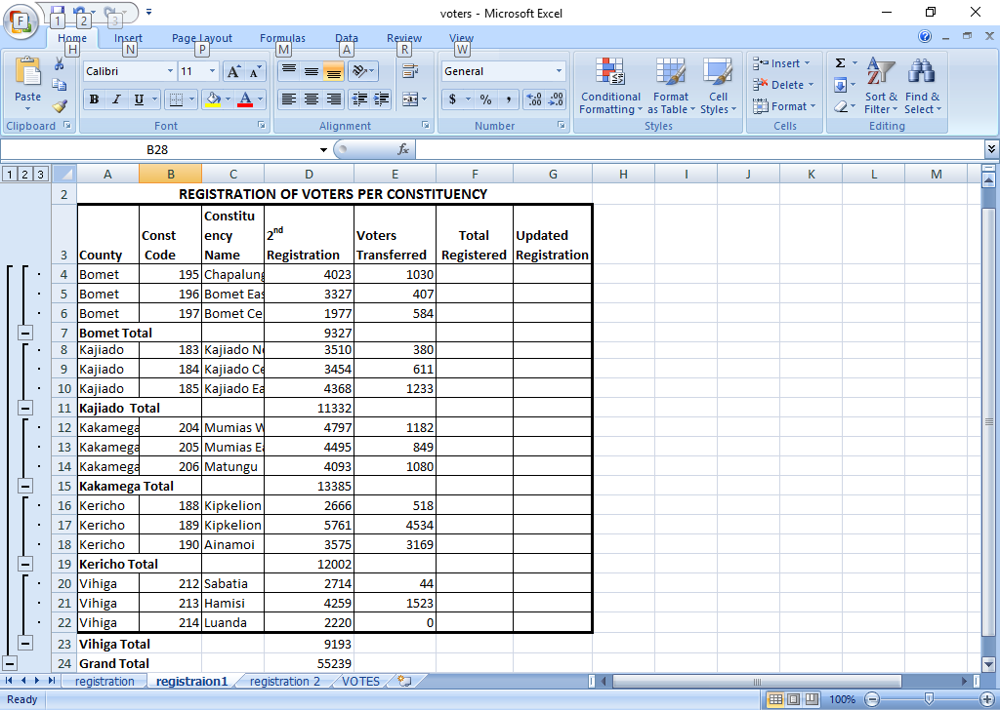 voters - Microsoft Excel
F 1 2 3
Home Insert Page Layout Formulas Data Review View
H N P M A R W
Paste
Clipboard
Calibri 11
B I U
Font
Alignment
General
$ % , .00 .00
Number
Conditional Formatting Format as Table Cell Styles
Styles
Insert
Delete
Format
Cells
Σ
Sort & Filter Find & Select
Editing
B28 fx
1 2 3
A B C D E F G H I J K L M
2 REGISTRATION OF VOTERS PER CONSTITUENCY
3 County Const Code Constituency Name 2nd Registration Voters Transferred Total Registered Updated Registration
4 Bomet 195 Chapalung 4023 1030
5 Bomet 196 Bomet Eas 3327 407
6 Bomet 197 Bomet Ce 1977 584
7 Bomet Total 9327
8 Kajiado 183 Kajiado No 3510 380
9 Kajiado 184 Kajiado Ce 3454 611
10 Kajiado 185 Kajiado Ea 4368 1233
11 Kajiado Total 11332
12 Kakamega 204 Mumias W 4797 1182
13 Kakamega 205 Mumias Ea 4495 849
14 Kakamega 206 Matungu 4093 1080
15 Kakamega Total 13385
16 Kericho 188 Kipkelion 2666 518
17 Kericho 189 Kipkelion 5761 4534
18 Kericho 190 Ainamoi 3575 3169
19 Kericho Total 12002
20 Vihiga 212 Sabatia 2714 44
21 Vihiga 213 Hamisi 4259 1523
22 Vihiga 214 Luanda 2220 0
23 Vihiga Total 9193
24 Grand Total 55239
registration registraion1 registration 2 VOTES
Ready 100%